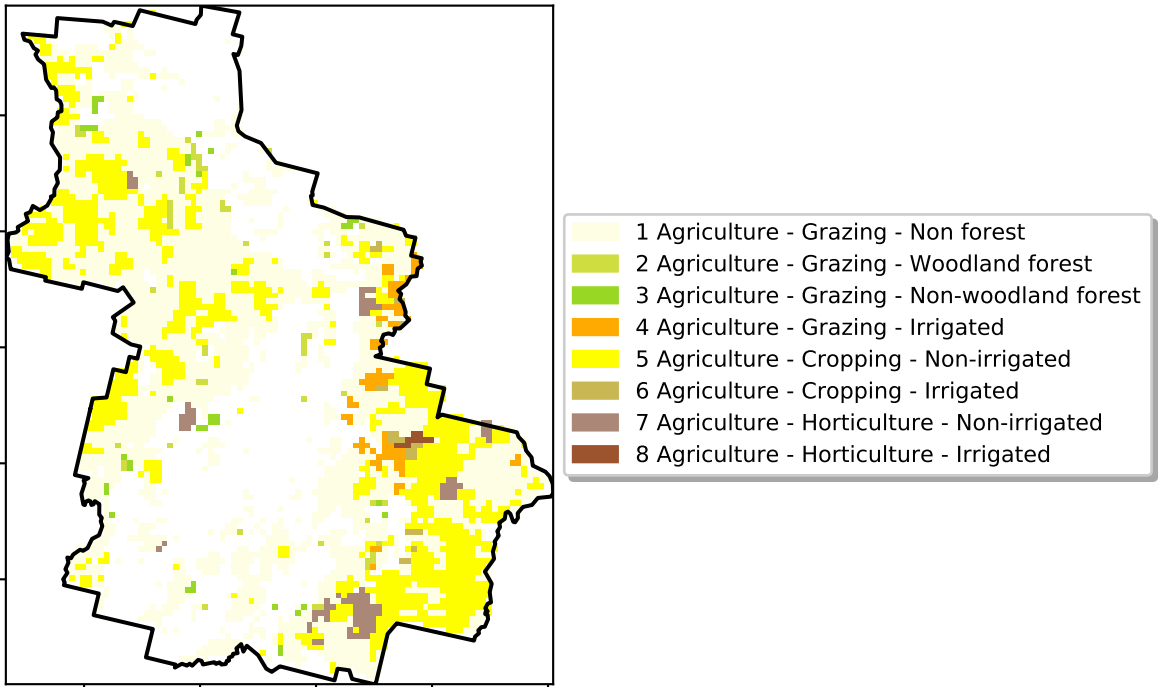 1 Agriculture - Grazing - Non forest
2 Agriculture - Grazing - Woodland forest
3 Agriculture - Grazing - Non-woodland forest
4 Agriculture - Grazing - Irrigated
5 Agriculture - Cropping - Non-irrigated
6 Agriculture - Cropping - Irrigated
7 Agriculture - Horticulture - Non-irrigated
8 Agriculture - Horticulture - Irrigated